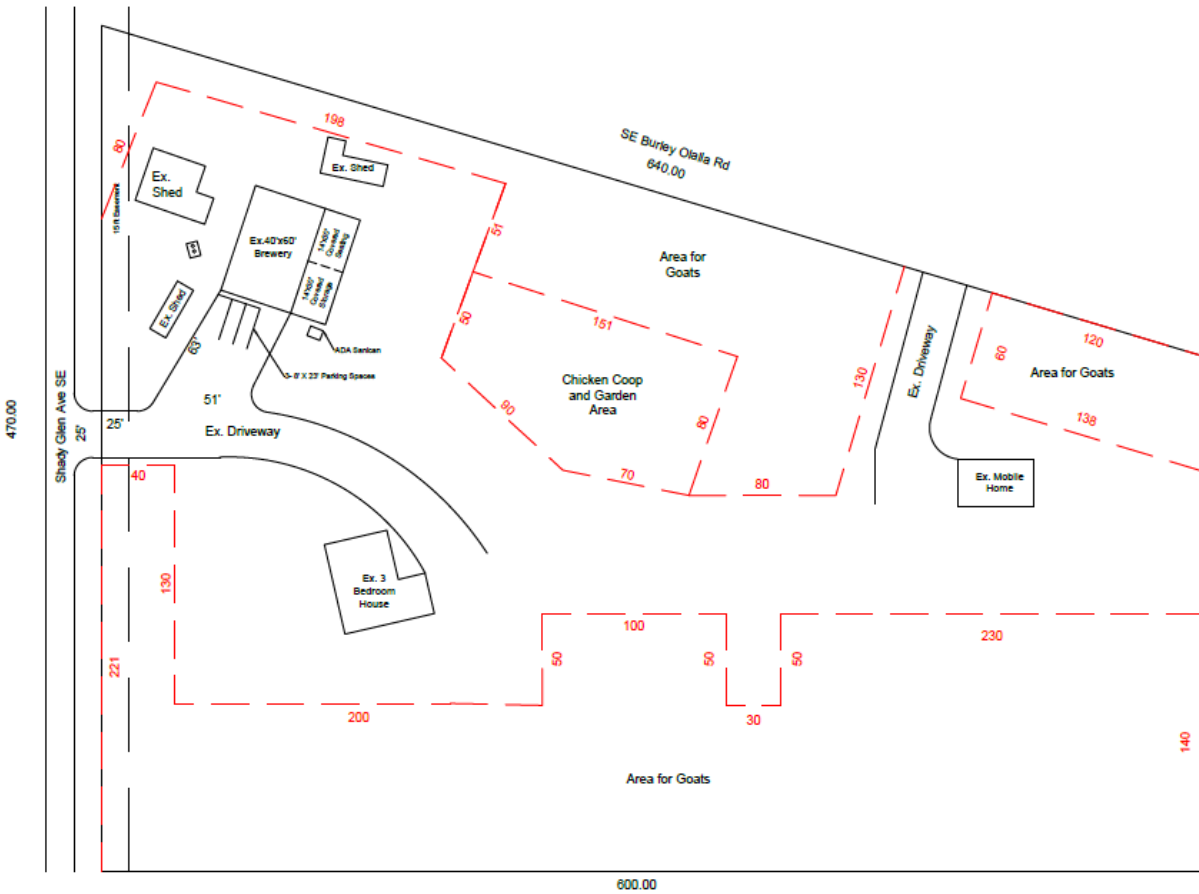 SE Burley Olalla Rd
640.00
198
80
15 ft Easement
Ex.
Shed
Ex. Shed
Ex.40'x60'
Brewery
Covered
Seating
Covered
Storage
Ex. Shed
63'
ADA Sanican
3- 8' X 23' Parking Spaces
51'
Ex. Driveway
25'
25'
Shady Glen Ave SE
470.00
51
50
151
Area for
Goats
Chicken Coop
and Garden
Area
90
70
80
80
130
Ex. Driveway
60
120
Area for Goats
138
Ex. Mobile
Home
40
130
221
Ex. 3
Bedroom
House
200
50
100
50
30
50
230
140
Area for Goats
600.00